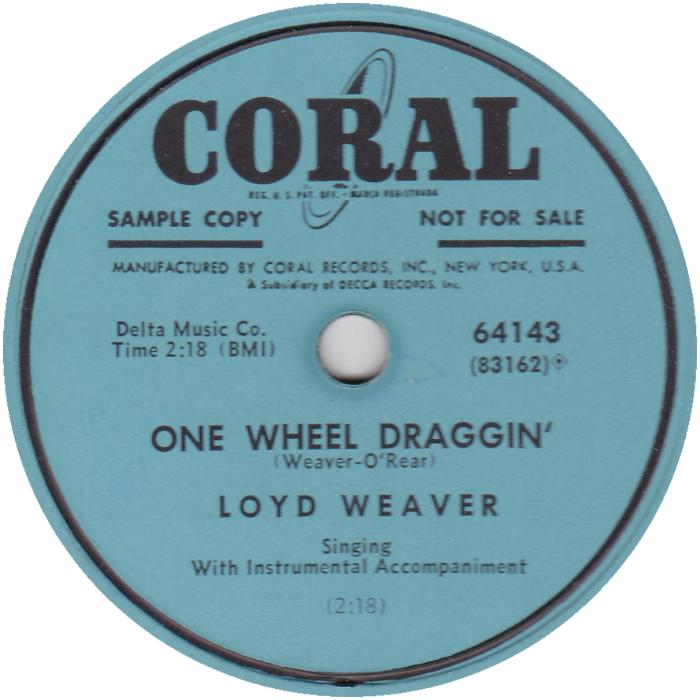 CORAL
REG. U. S. PAT. OFF. - MARCA REGISTRADA
SAMPLE COPY NOT FOR SALE
MANUFACTURED BY CORAL RECORDS, INC., NEW YORK, U.S.A.
A Subsidiary of DECCA RECORDS, Inc.
Delta Music Co. 64143
Time 2:18 (BMI) (83162)
ONE WHEEL DRAGGIN'
(Weaver-O'Rear)
LOYD WEAVER
Singing
With Instrumental Accompaniment
(2:18)